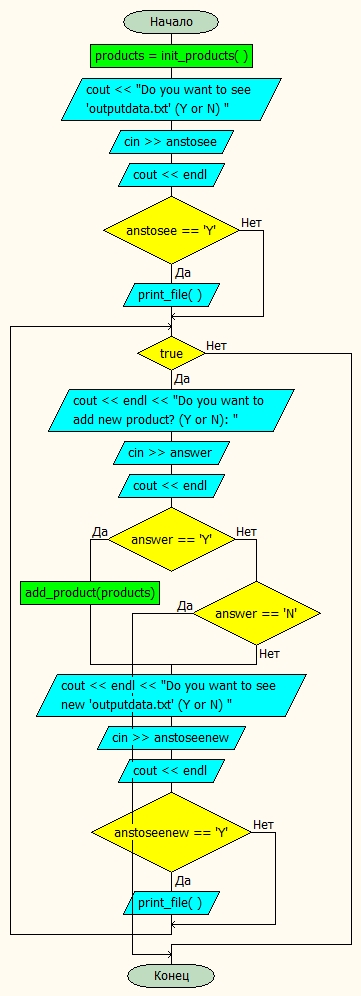 Начало
products = init_products( )
cout << "Do you want to see
'outputdata.txt' (Y or N) "
cin >> anstosee
cout << endl
anstosee == 'Y'
Нет
Да
print_file( )
true
Нет
Да
cout << endl << "Do you want to
add new product? (Y or N): "
cin >> answer
cout << endl
Да
answer == 'Y'
Нет
add_product(products)
Да
answer == 'N'
Нет
cout << endl << "Do you want to see
new 'outputdata.txt' (Y or N) "
cin >> anstoseenew
cout << endl
anstoseenew == 'Y'
Нет
Да
print_file( )
Конец